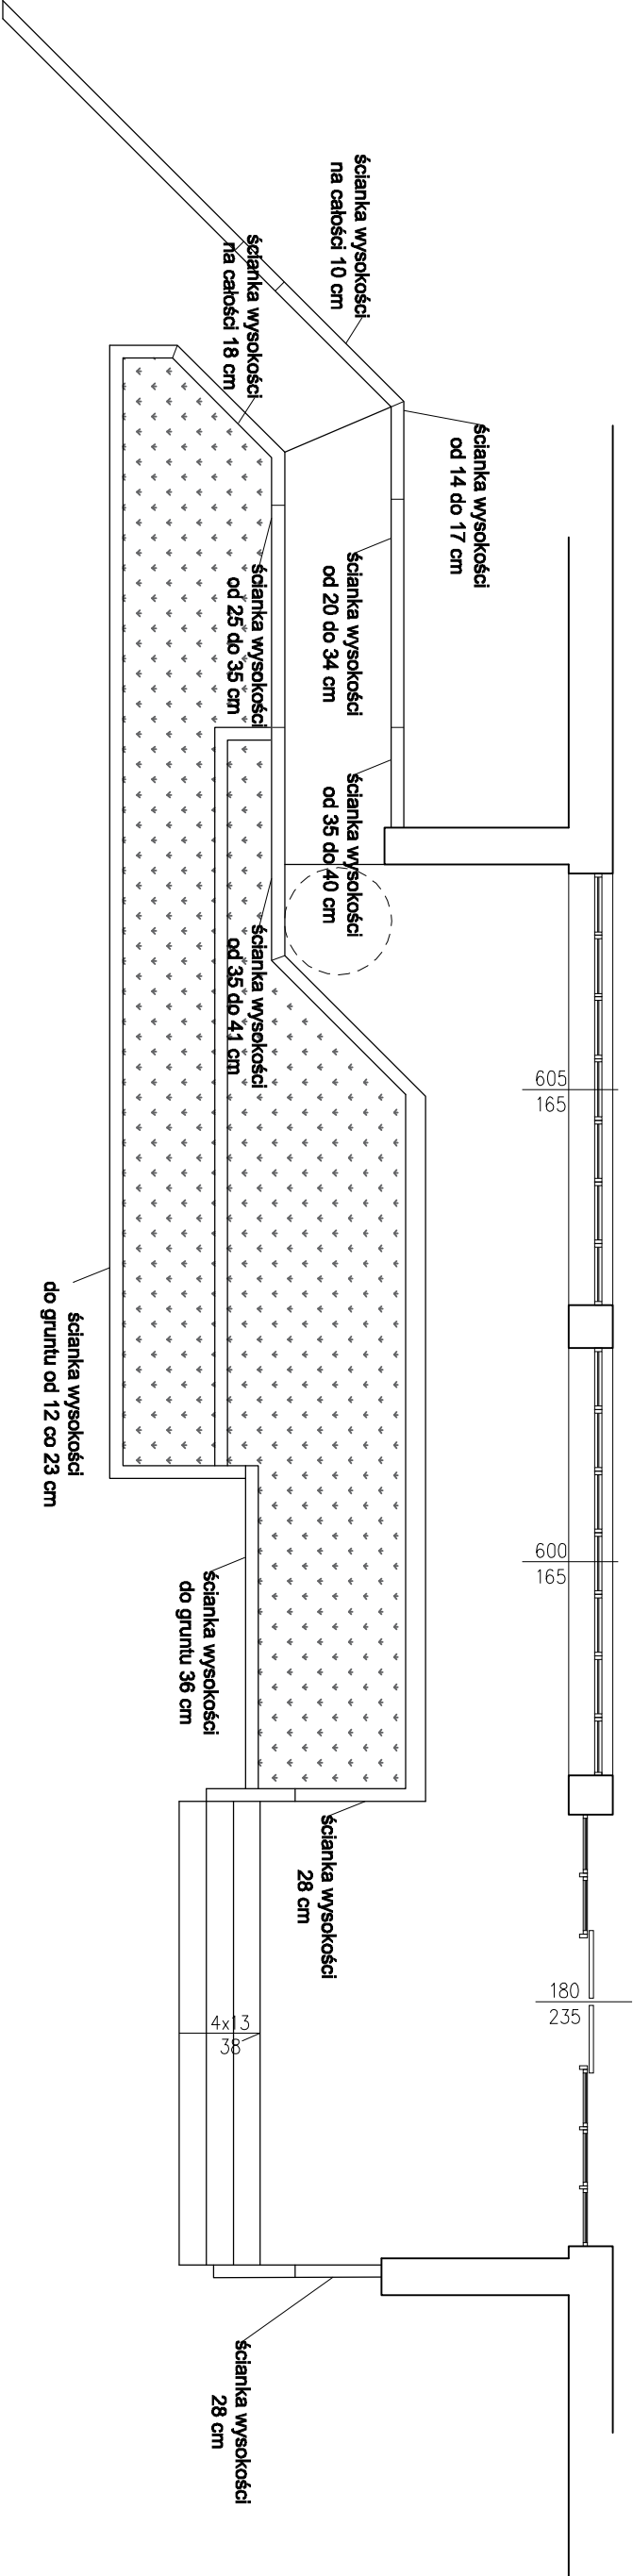 ścianka wysokości
na całości 10 cm
ścianka wysokości
na całości 18 cm
ścianka wysokości
od 14 do 17 cm
ścianka wysokości
od 20 do 34 cm
ścianka wysokości
od 25 do 35 cm
ścianka wysokości
od 35 do 40 cm
ścianka wysokości
od 35 do 41 cm
605
165
ścianka wysokości
do gruntu od 12 co 23 cm
600
165
ścianka wysokości
do gruntu 36 cm
ścianka wysokości
28 cm
180
235
4x13
38
ścianka wysokości
28 cm